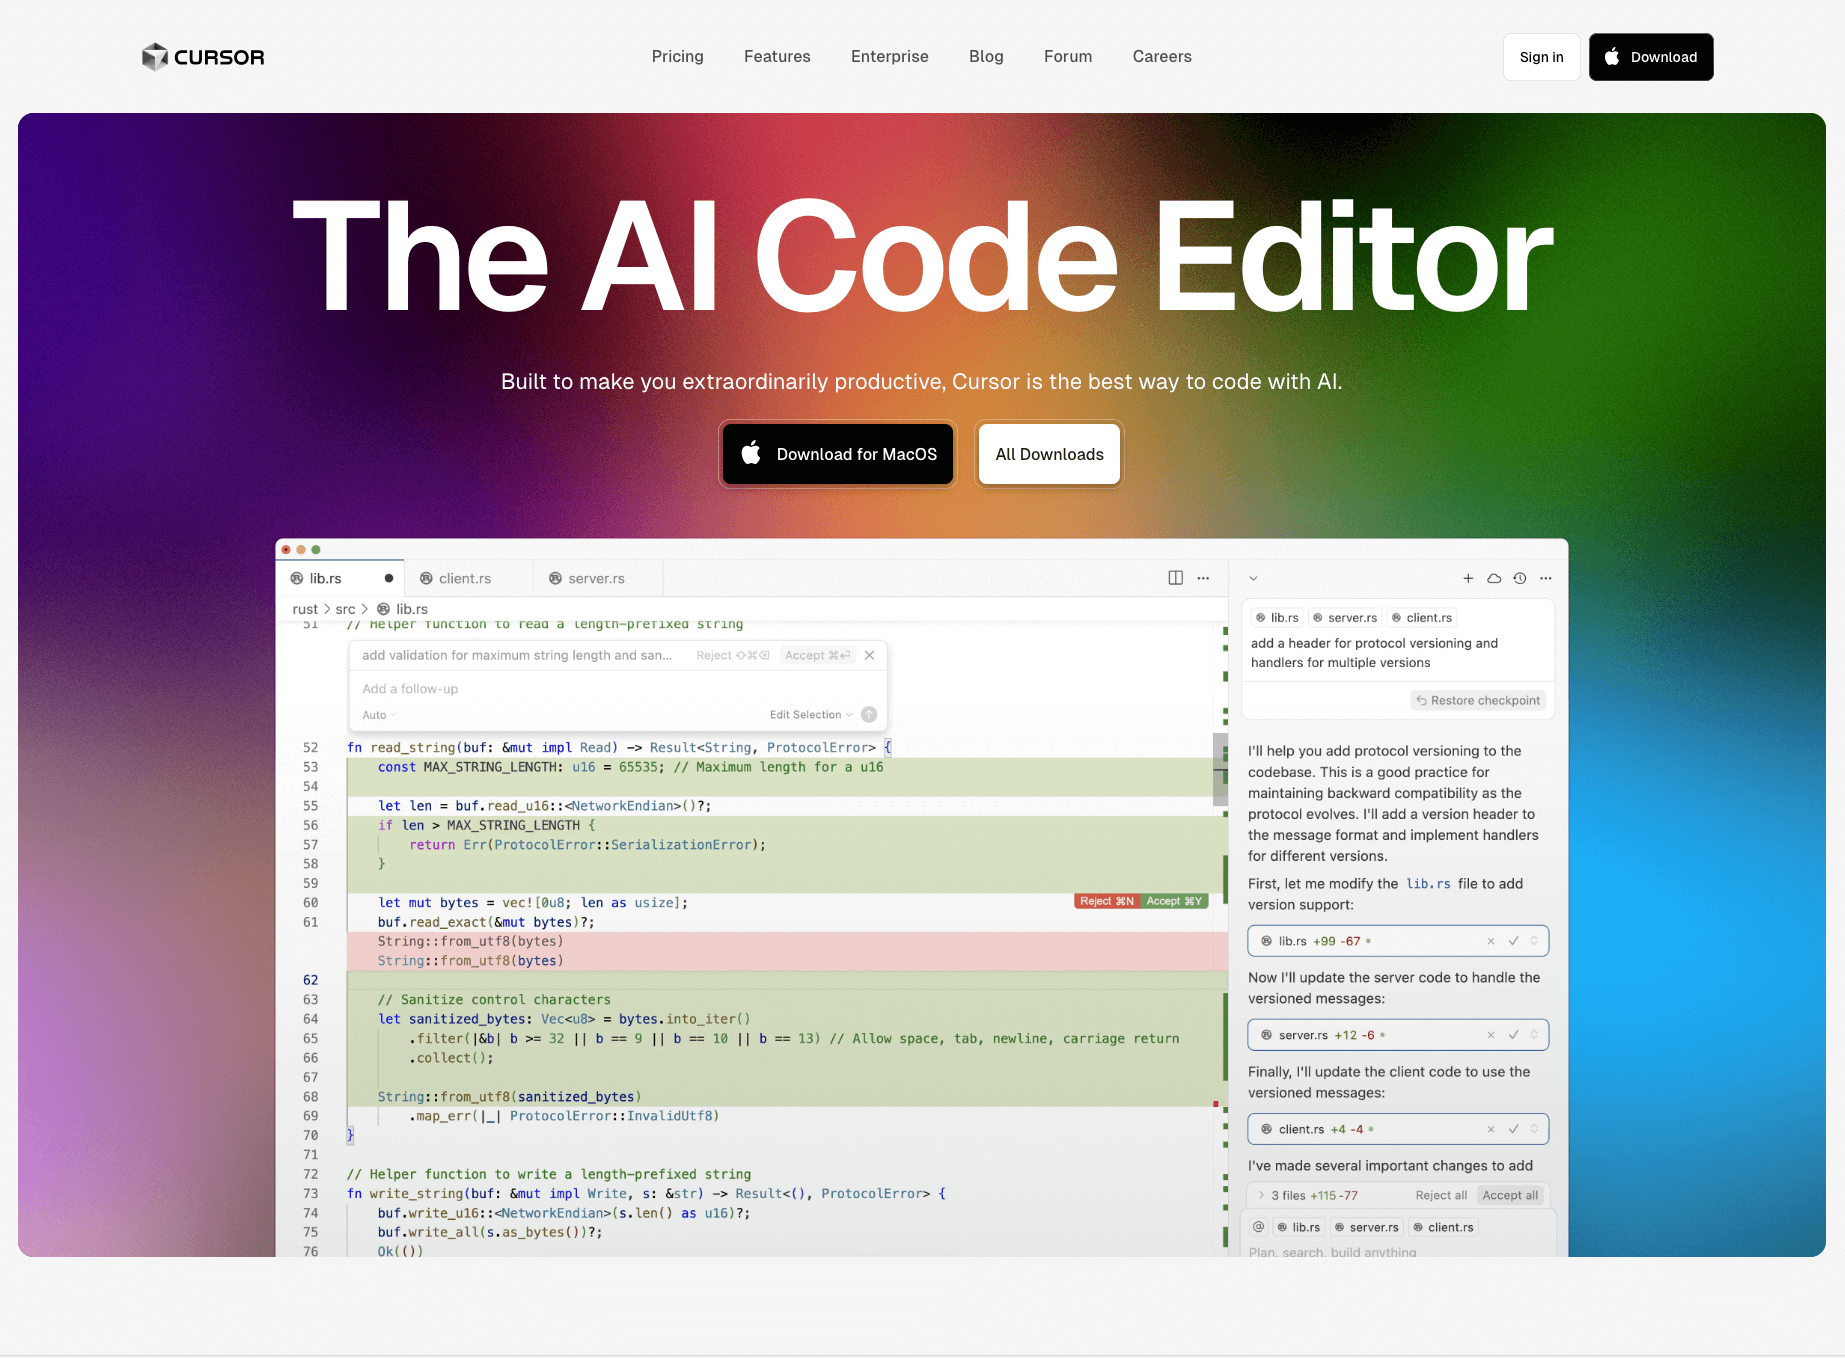 CURSOR
Pricing
Features
Enterprise
Blog
Forum
Careers
Sign in
Download
The AI Code Editor
Built to make you extraordinarily productive, Cursor is the best way to code with AI.
Download for MacOS
All Downloads
lib.rs
client.rs
server.rs
rust > src > lib.rs
51 // Helper function to read a length-prefixed string
add validation for maximum string length and san... Reject ⇧⌘⌫ Accept ⌘⏎
Add a follow-up
Auto
Edit Selection
52 fn read_string(buf: &mut impl Read) -> Result<String, ProtocolError> {
53 const MAX_STRING_LENGTH: u16 = 65535; // Maximum length for a u16
54
55 let len = buf.read_u16::<NetworkEndian>()?;
56 if len > MAX_STRING_LENGTH {
57 return Err(ProtocolError::SerializationError);
58 }
59
60 let mut bytes = vec![0u8; len as usize];
Reject ⌘N Accept ⌘Y
61 buf.read_exact(&mut bytes)?;
String::from_utf8(bytes)
String::from_utf8(bytes)
62
63 // Sanitize control characters
64 let sanitized_bytes: Vec<u8> = bytes.into_iter()
65 .filter(|&b| b >= 32 || b == 9 || b == 10 || b == 13) // Allow space, tab, newline, carriage return
66 .collect();
67
68 String::from_utf8(sanitized_bytes)
69 .map_err(|_| ProtocolError::InvalidUtf8)
70 }
71
72 // Helper function to write a length-prefixed string
73 fn write_string(buf: &mut impl Write, s: &str) -> Result<(), ProtocolError> {
74 buf.write_u16::<NetworkEndian>(s.len() as u16)?;
75 buf.write_all(s.as_bytes())?;
76 Ok(())
lib.rs server.rs client.rs
add a header for protocol versioning and
handlers for multiple versions
Restore checkpoint
I'll help you add protocol versioning to the
codebase. This is a good practice for
maintaining backward compatibility as the
protocol evolves. I'll add a version header to
the message format and implement handlers
for different versions.
First, let me modify the lib.rs file to add
version support:
lib.rs +99 -67
Now I'll update the server code to handle the
versioned messages:
server.rs +12 -6
Finally, I'll update the client code to use the
versioned messages:
client.rs +4 -4
I've made several important changes to add
3 files +115 -77 Reject all Accept all
@ lib.rs server.rs client.rs
Plan, search, build anything